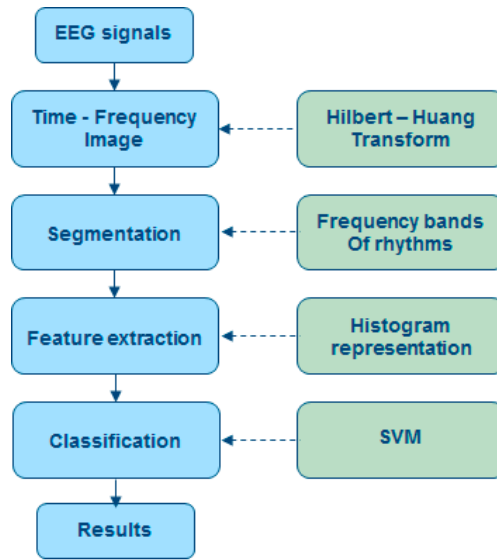 EEG signals
Time - Frequency
Image
Hilbert – Huang
Transform
Segmentation
Frequency bands
Of rhythms
Feature extraction
Histogram
representation
Classification
SVM
Results